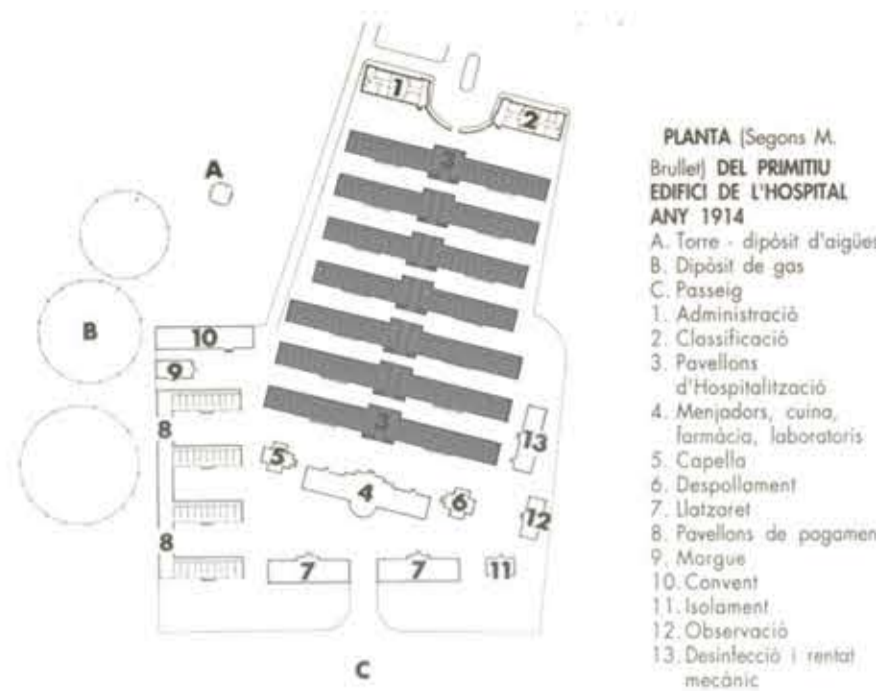 1
2
3
A
B
10
9
8
8
3
5
4
6
13
12
7
7
11
C
PLANTA (Segons M.
Brullet) DEL PRIMITIU
EDIFICI DE L'HOSPITAL
ANY 1914
A. Torre - dipòsit d'aigües
B. Dipòsit de gas
C. Passeig
1. Administració
2. Classificació
3. Pavellons
d'Hospitalització
4. Menjadors, cuina,
farmàcia, laboratoris
5. Capella
6. Despollament
7. Llatzaret
8. Pavellons de pagamen
9. Morgue
10. Convent
11. Isolament
12. Observació
13. Desinfecció i rentat
mecànic